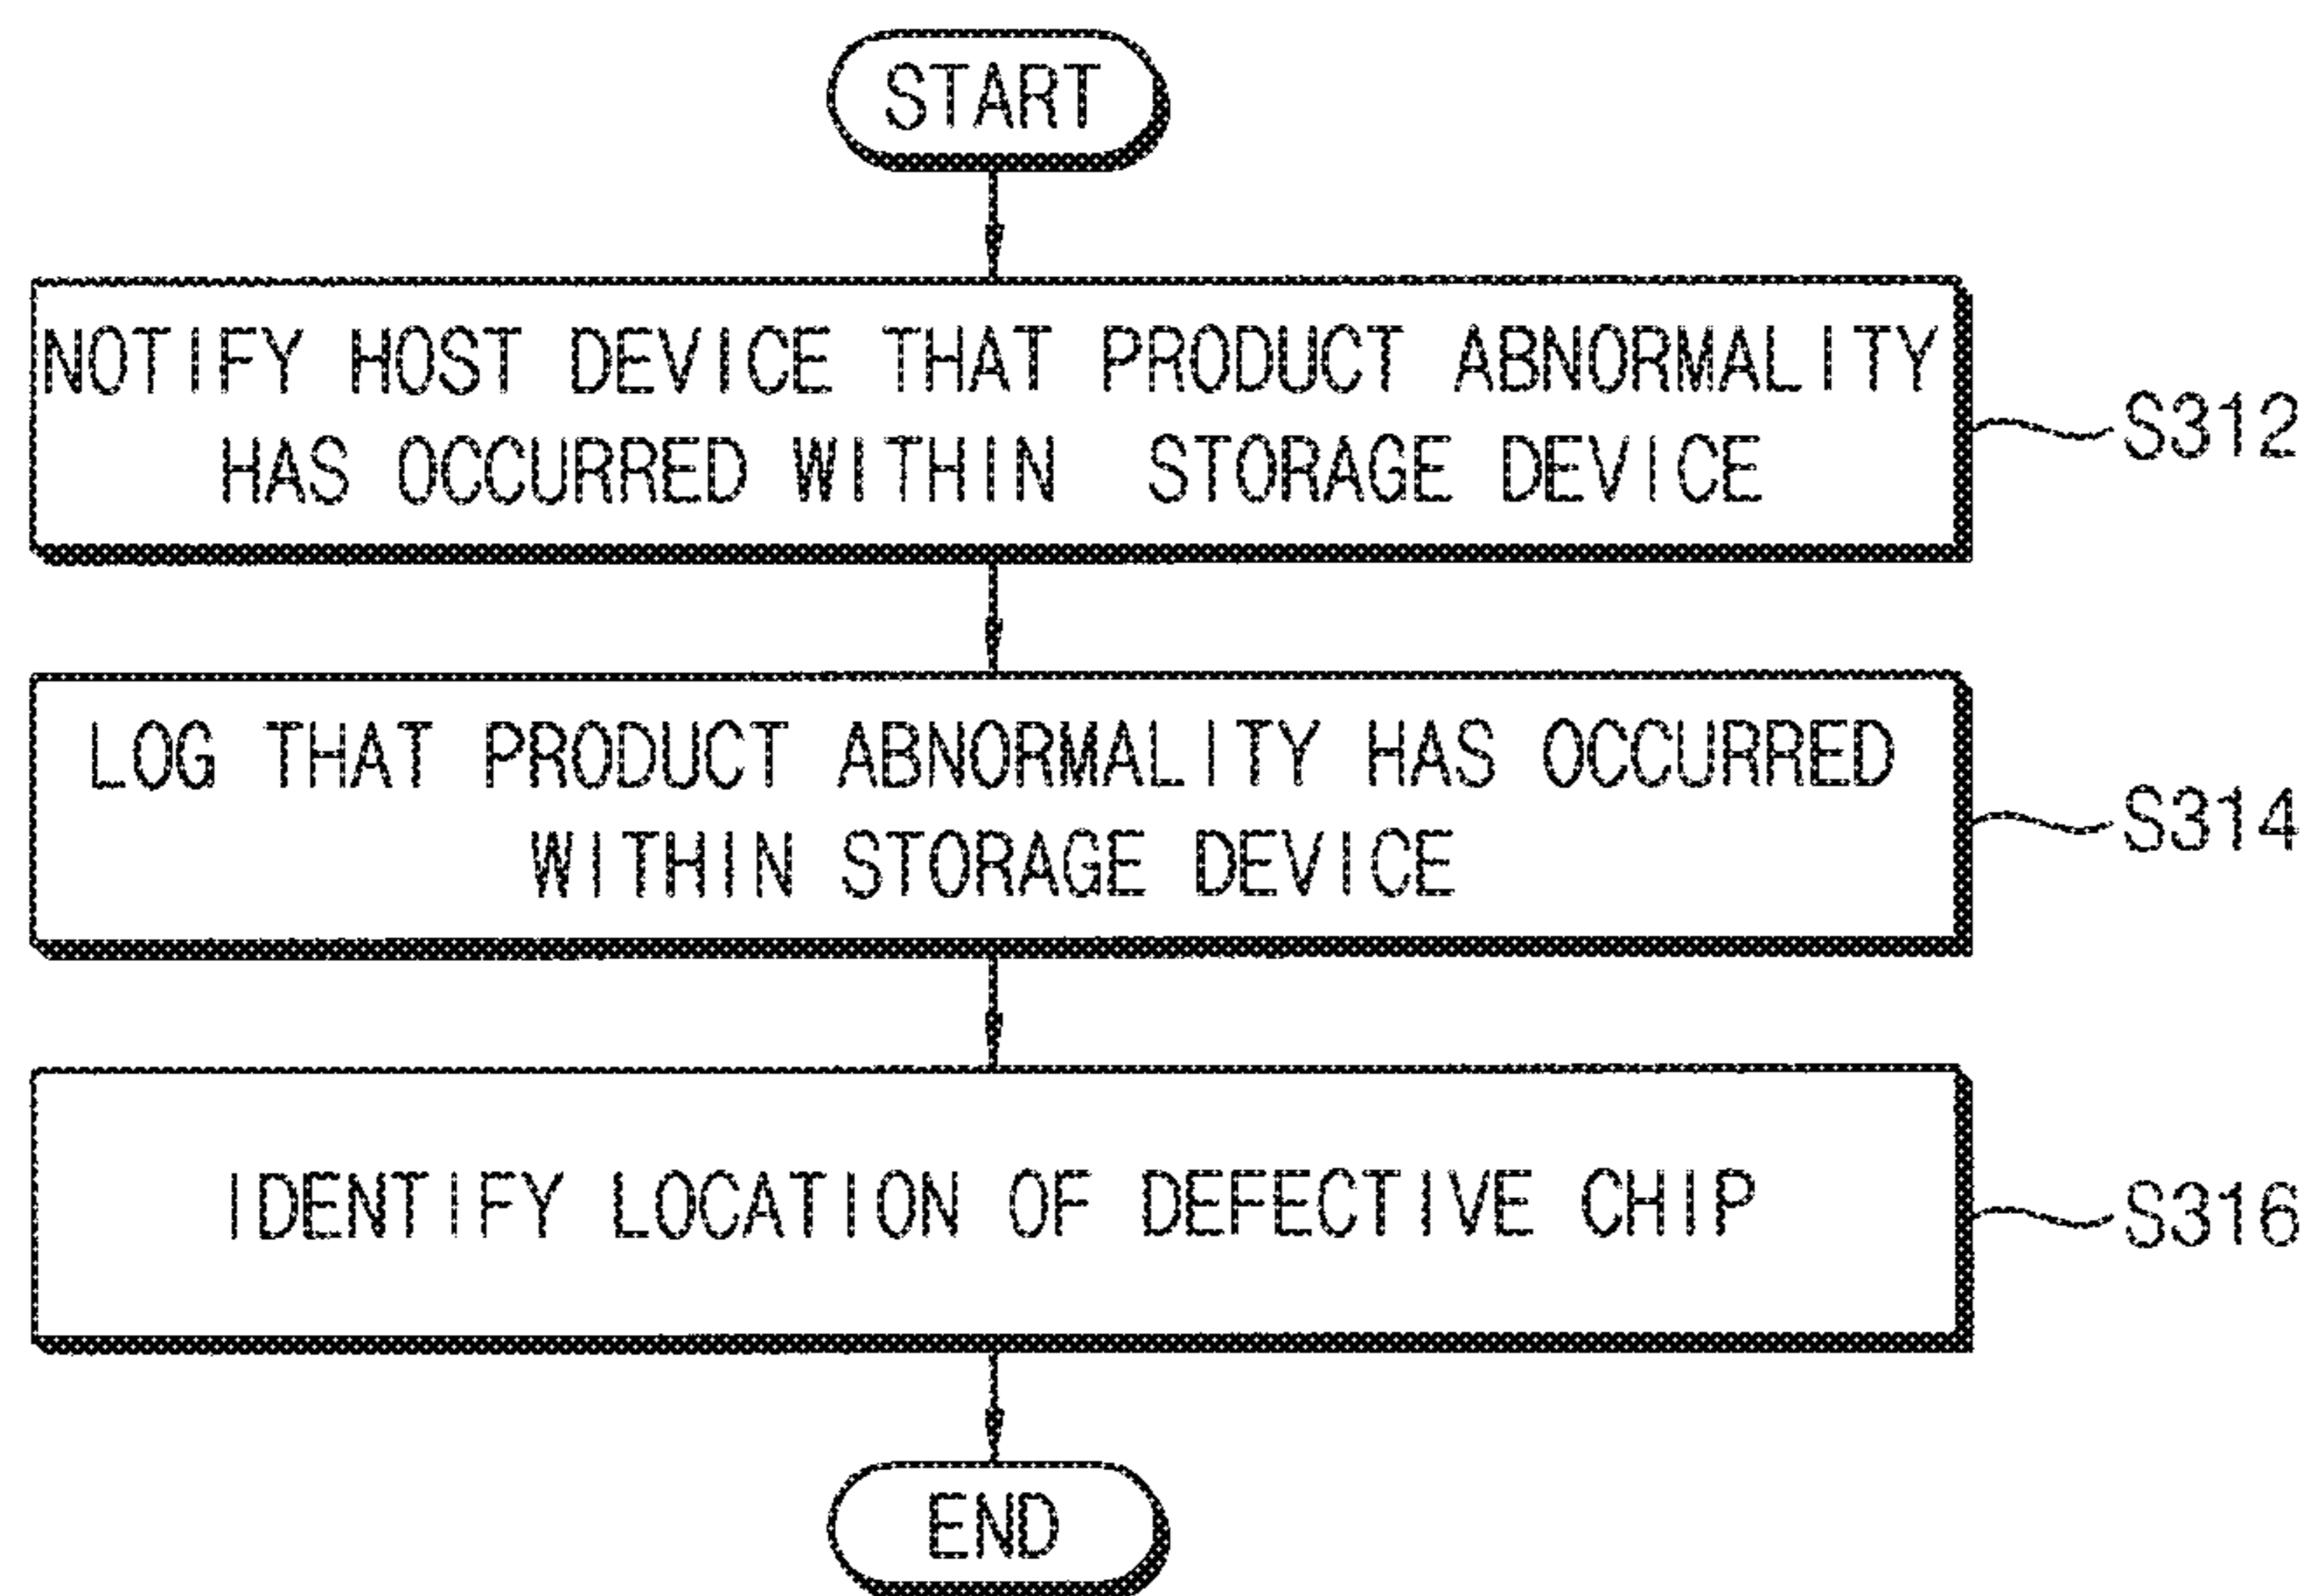 START
NOTIFY HOST DEVICE THAT PRODUCT ABNORMALITY
HAS OCCURRED WITHIN STORAGE DEVICE
S312
LOG THAT PRODUCT ABNORMALITY HAS OCCURRED
WITHIN STORAGE DEVICE
S314
IDENTIFY LOCATION OF DEFECTIVE CHIP
S316
END